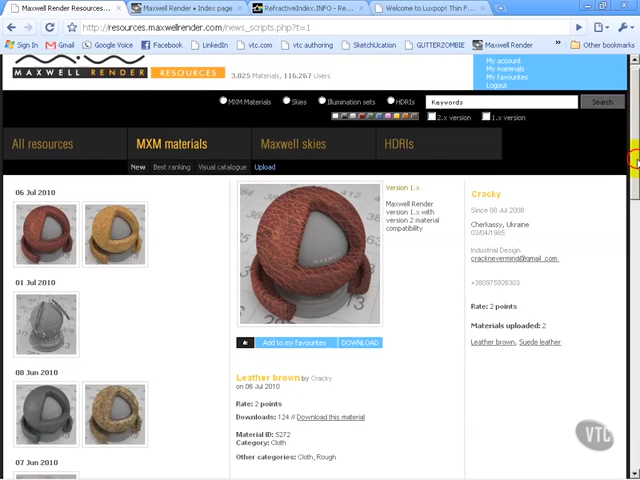 Maxwell Render Resources...
Maxwell Render • Index page
RefractiveIndex.INFO - Re...
Welcome to Luxpop! Thin F...
http://resources.maxwellrender.com/news_scripts.php?t=1
Sign In
Gmail
Google Voice
Facebook
LinkedIn
vtc.com
vtc authoring
SketchUcation
GUTTERZOMBIE
Maxwell Render
Other bookmarks
MAXWELL RENDER RESOURCES
3.825 Materials, 116.267 Users
My account
My materials
My favourites
Logout
MXM Materials
Skies
Illumination sets
HDRIs
Keywords
Search
2.x version
1.x version
All resources
MXM materials
Maxwell skies
HDRIs
New
Best ranking
Visual catalogue
Upload
06 Jul 2010
01 Jul 2010
08 Jun 2010
07 Jun 2010
Version 1.x
Maxwell Render
version 1.x with
version 2 material
compatibility
Add to my favourites
DOWNLOAD
Leather brown by Cracky
on 06 Jul 2010
Rate: 2 points
Downloads: 124 // Download this material
Material ID: 5272
Category: Cloth
Other categories: Cloth, Rough
Cracky
Since 08 Jul 2008
Cherkassy, Ukraine
03/04/1985
Industrial Design
cracknevermind@gmail.com
+380975926303
Rate: 2 points
Materials uploaded: 2
Leather brown, Suede leather
VTC